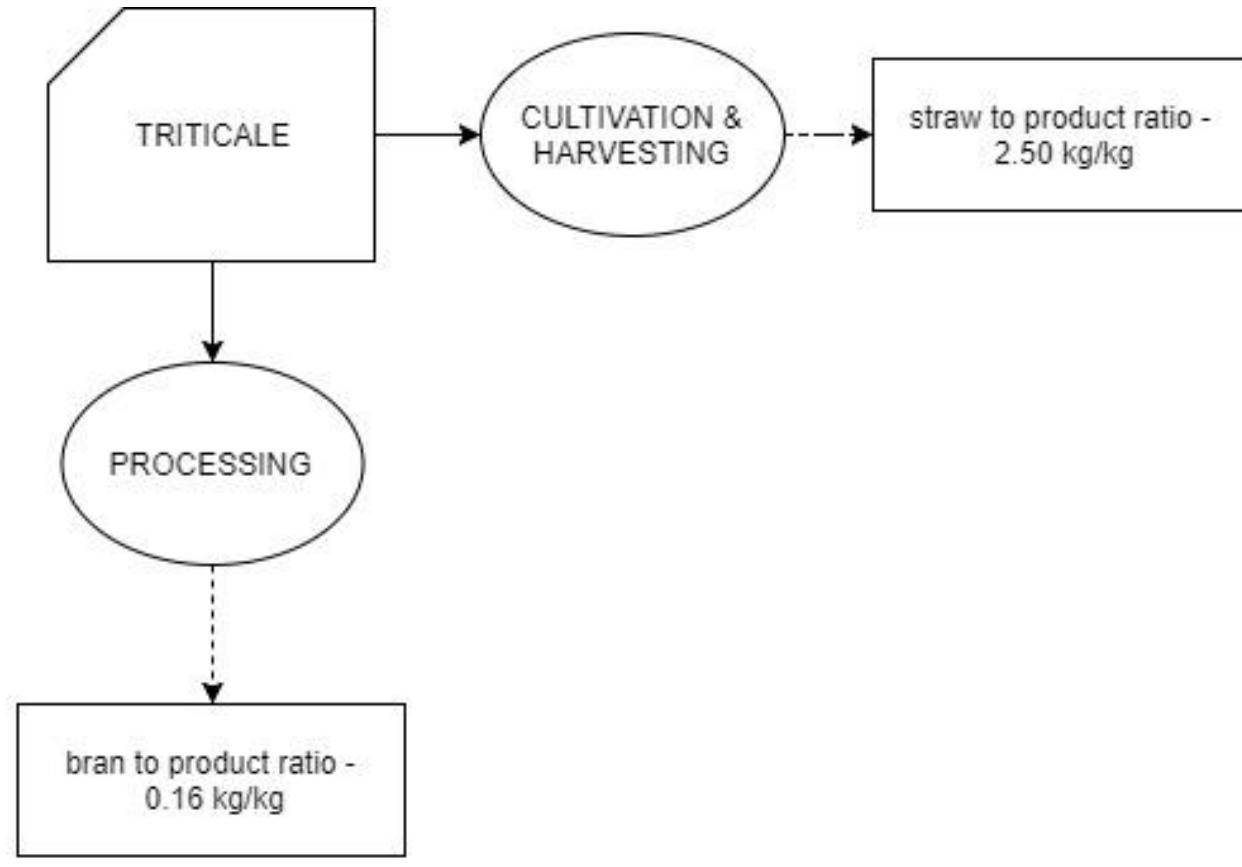 TRITICALE
CULTIVATION &
HARVESTING
straw to product ratio -
2.50 kg/kg
PROCESSING
bran to product ratio -
0.16 kg/kg